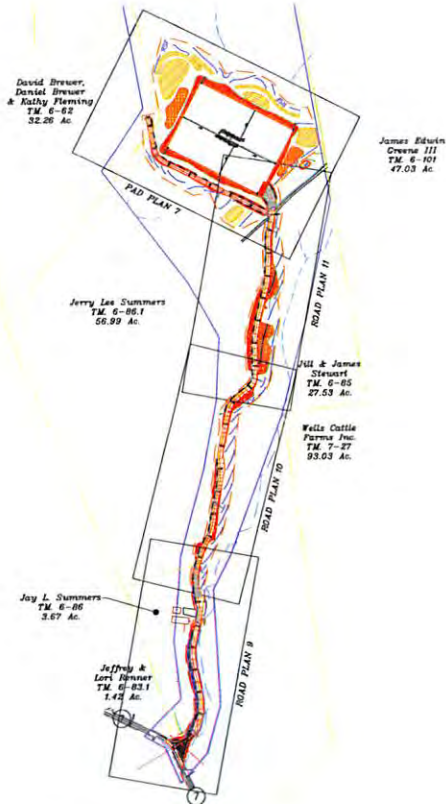 David Brewer,
Daniel Brewer
& Kathy Fleming
TM. 6-62
32.26 Ac.
James Edwin
Greene III
TM. 6-101
47.03 Ac.
PAD PLAN 7
ROAD PLAN 11
Jerry Lee Summers
TM. 6-86.1
56.99 Ac.
Jill & James
Stewart
TM. 6-85
27.53 Ac.
Wells Cattle
Farms Inc.
TM. 7-27
93.03 Ac.
ROAD PLAN 10
Jay L. Summers
TM. 6-86
3.67 Ac.
ROAD PLAN 9
Jeffrey &
Lori Renner
TM. 6-83.1
1.42 Ac.
7